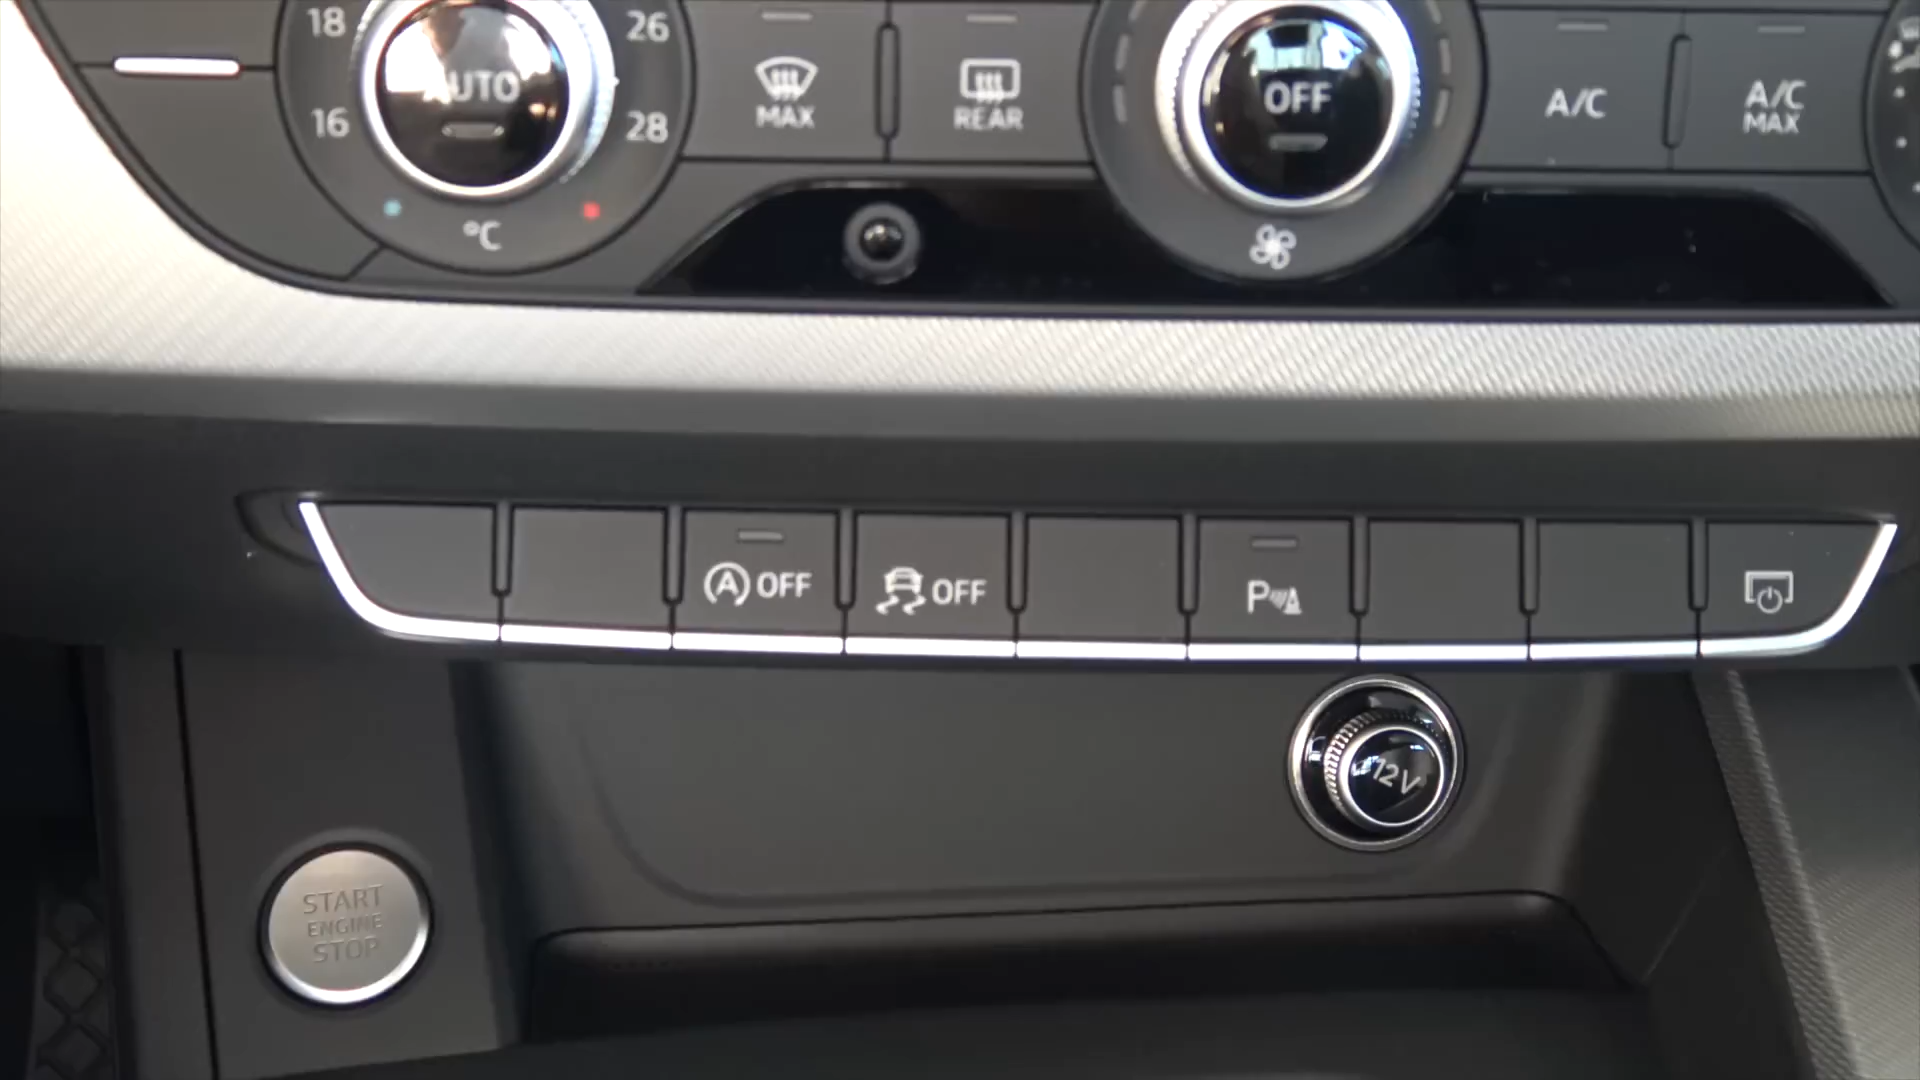 18
26
16
28
AUTO
°C
MAX
REAR
OFF
A/C
A/C
MAX
A OFF
OFF
P
12V
START
ENGINE
STOP